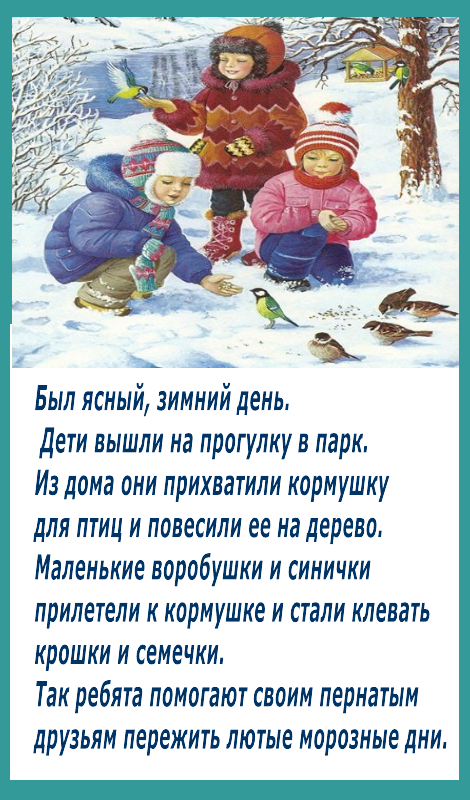 Был ясный, зимний день.
Дети вышли на прогулку в парк.
Из дома они прихватили кормушку
для птиц и повесили ее на дерево.
Маленькие воробушки и синички
прилетели к кормушке и стали клевать
крошки и семечки.
Так ребята помогают своим пернатым
друзьям пережить лютые морозные дни.